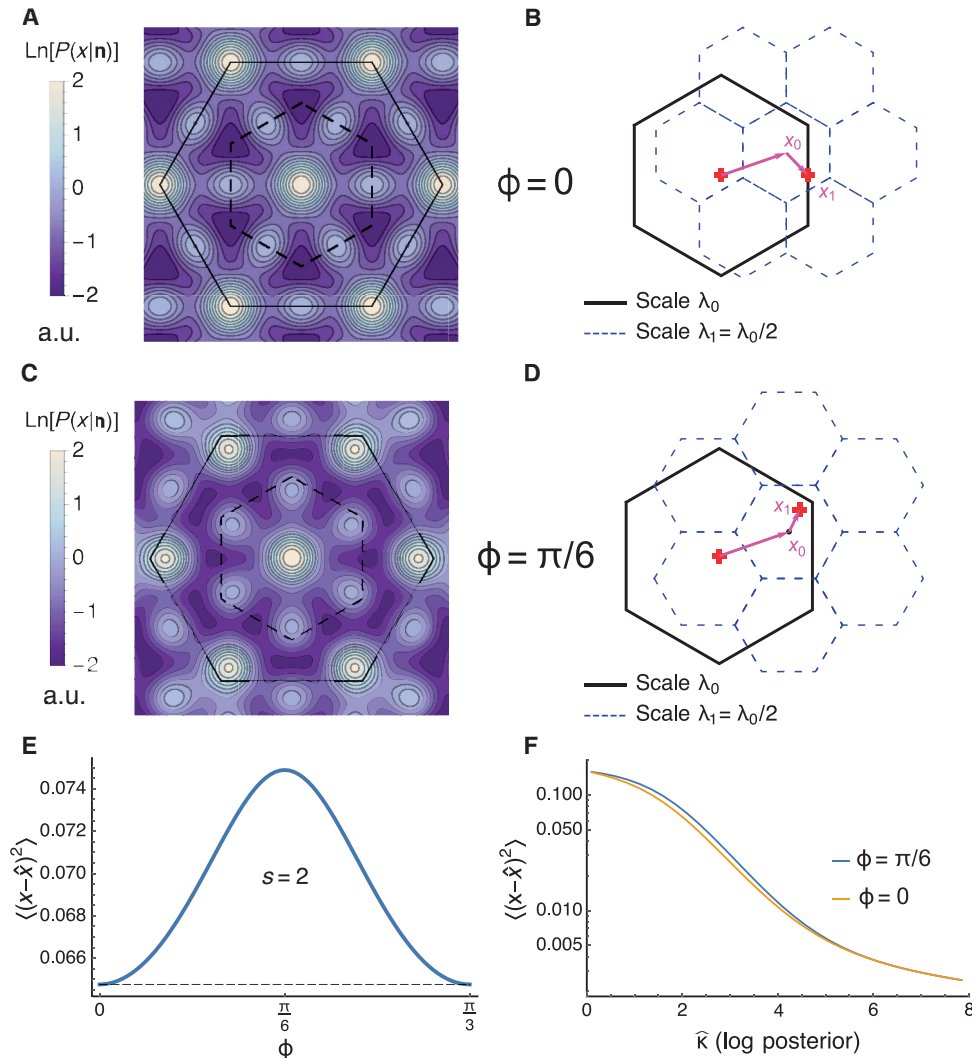 A
Ln[P(x|n)]
2
1
0
−1
−2
a.u.
B
ϕ = 0
x₀
x₁
Scale λ₀
Scale λ₁ = λ₀/2
C
Ln[P(x|n)]
2
1
0
−1
−2
a.u.
D
ϕ = π/6
x₁
x₀
Scale λ₀
Scale λ₁ = λ₀/2
E
⟨(x−x̂)²⟩
0.074
0.072
0.070
0.068
0.066
s = 2
0
π/6
π/3
ϕ
F
⟨(x−x̂)²⟩
0.100
0.050
0.010
0.005
ϕ = π/6
ϕ = 0
0 2 4 6 8
κ̂ (log posterior)